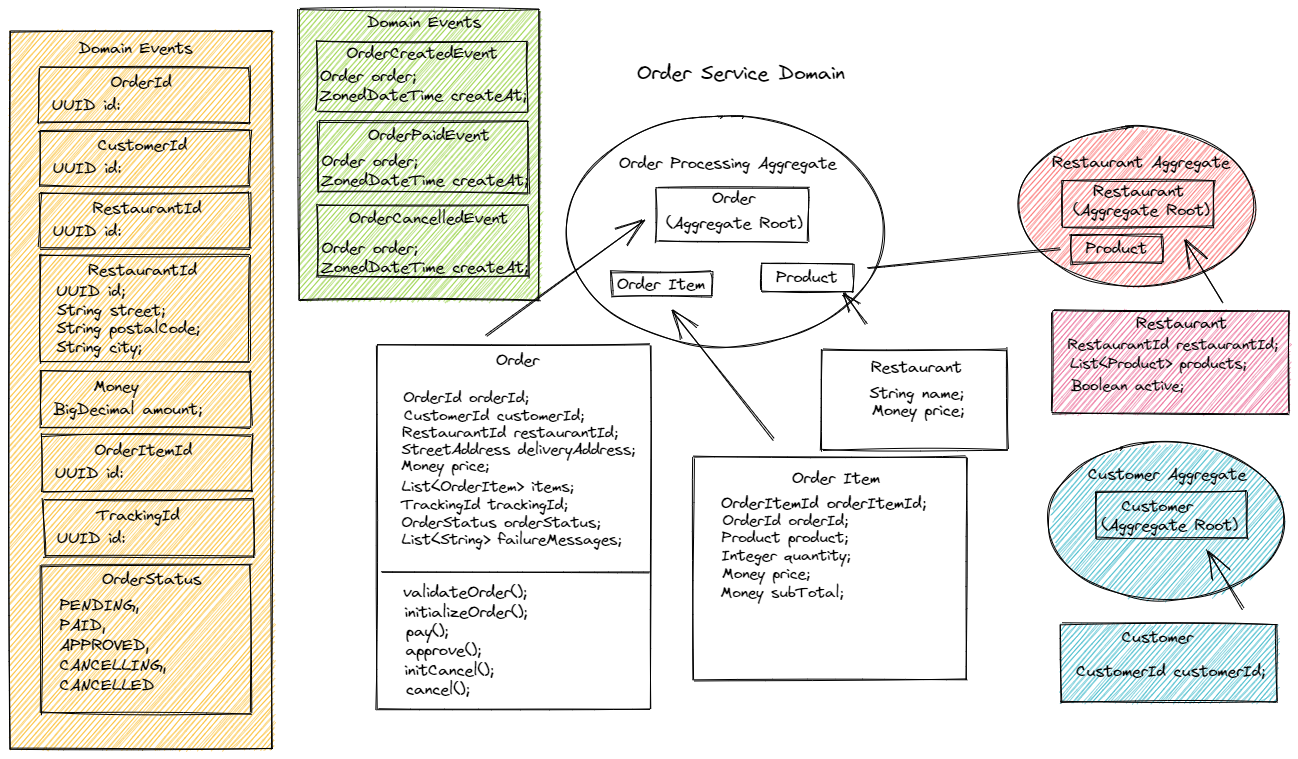 Domain Events
OrderId
UUID id:
CustomerId
UUID id:
RestaurantId
UUID id:
RestaurantId
UUID id;
String street;
String postalCode;
String city;
Money
BigDecimal amount;
OrderItemId
UUID id:
TrackingId
UUID id:
OrderStatus
PENDING,
PAID,
APPROVED,
CANCELLING,
CANCELLED
Domain Events
OrderCreatedEvent
Order order;
ZonedDateTime createAt;
OrderPaidEvent
Order order;
ZonedDateTime createAt;
OrderCancelledEvent
Order order;
ZonedDateTime createAt;
Order Service Domain
Order Processing Aggregate
Order
(Aggregate Root)
Order Item
Product
Restaurant Aggregate
Restaurant
(Aggregate Root)
Product
Order
OrderId orderId;
CustomerId customerId;
RestaurantId restaurantId;
StreetAddress deliveryAddress;
Money price;
List<OrderItem> items;
TrackingId trackingId;
OrderStatus orderStatus;
List<String> failureMessages;
validateOrder();
initializeOrder();
pay();
approve();
initCancel();
cancel();
Restaurant
String name;
Money price;
Order Item
OrderItemId orderItemId;
OrderId orderId;
Product product;
Integer quantity;
Money price;
Money subTotal;
Restaurant
RestaurantId restaurantId;
List<Product> products;
Boolean active;
Customer Aggregate
Customer
(Aggregate Root)
Customer
CustomerId customerId;